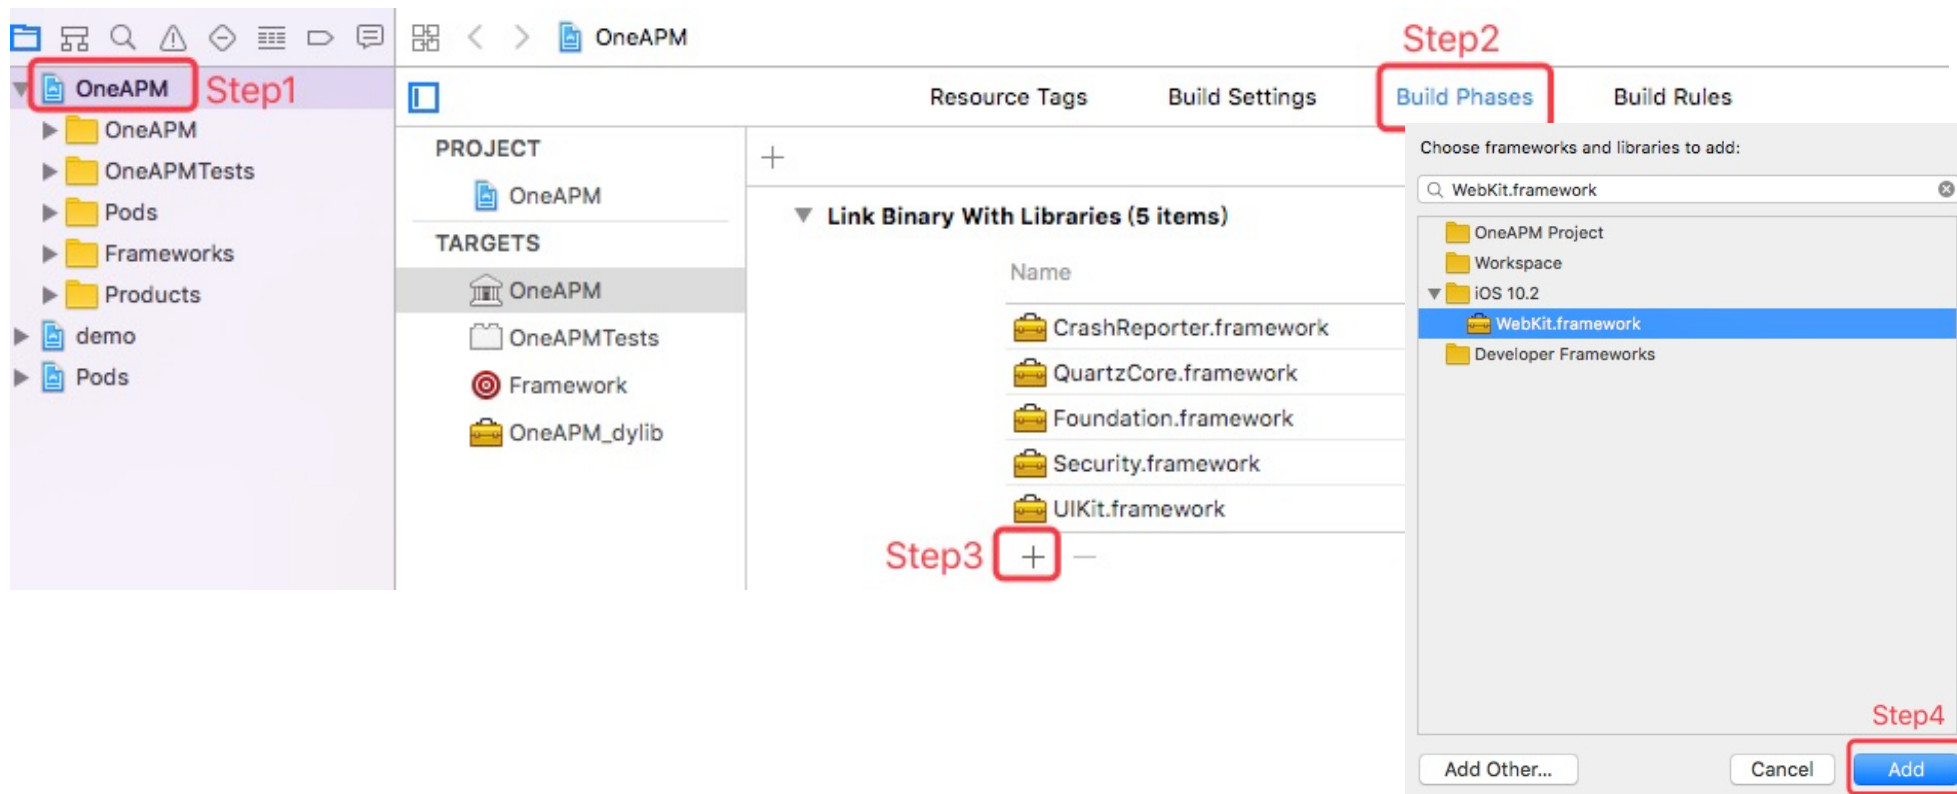 OneAPM
Step1
OneAPM
OneAPMTests
Pods
Frameworks
Products
demo
Pods
OneAPM
Step2
Resource Tags
Build Settings
Build Phases
Build Rules
PROJECT
OneAPM
TARGETS
OneAPM
OneAPMTests
Framework
OneAPM_dylib
+
Link Binary With Libraries (5 items)
Name
CrashReporter.framework
QuartzCore.framework
Foundation.framework
Security.framework
UIKit.framework
Step3 + −
Choose frameworks and libraries to add:
WebKit.framework
OneAPM Project
Workspace
iOS 10.2
WebKit.framework
Developer Frameworks
Step4
Add Other...
Cancel
Add